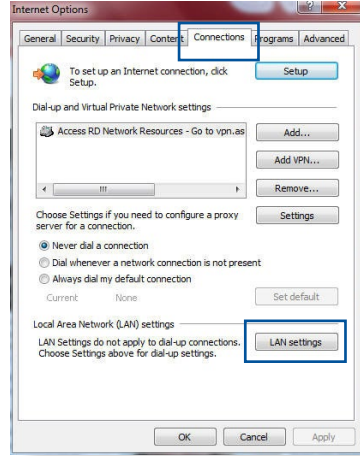 Internet Options
General Security Privacy Content Connections Programs Advanced
To set up an Internet connection, click
Setup.
Setup
Dial-up and Virtual Private Network settings
Access RD Network Resources - Go to vpn.as
Add...
Add VPN...
Remove...
Choose Settings if you need to configure a proxy
server for a connection.
Settings
Never dial a connection
Dial whenever a network connection is not present
Always dial my default connection
Current None
Set default
Local Area Network (LAN) settings
LAN Settings do not apply to dial-up connections.
Choose Settings above for dial-up settings.
LAN settings
OK Cancel Apply